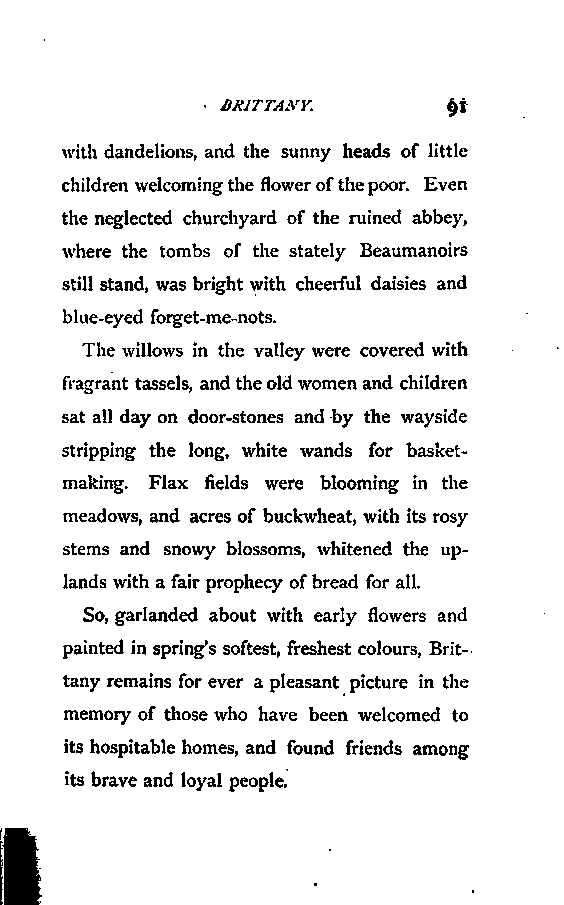 BRITTANY. 91
with dandelions, and the sunny heads of little
children welcoming the flower of the poor. Even
the neglected churchyard of the ruined abbey,
where the tombs of the stately Beaumanoirs
still stand, was bright with cheerful daisies and
blue-eyed forget-me-nots.
The willows in the valley were covered with
fragrant tassels, and the old women and children
sat all day on door-stones and by the wayside
stripping the long, white wands for basket-
making. Flax fields were blooming in the
meadows, and acres of buckwheat, with its rosy
stems and snowy blossoms, whitened the up-
lands with a fair prophecy of bread for all.
So, garlanded about with early flowers and
painted in spring's softest, freshest colours, Brit-
tany remains for ever a pleasant picture in the
memory of those who have been welcomed to
its hospitable homes, and found friends among
its brave and loyal people.